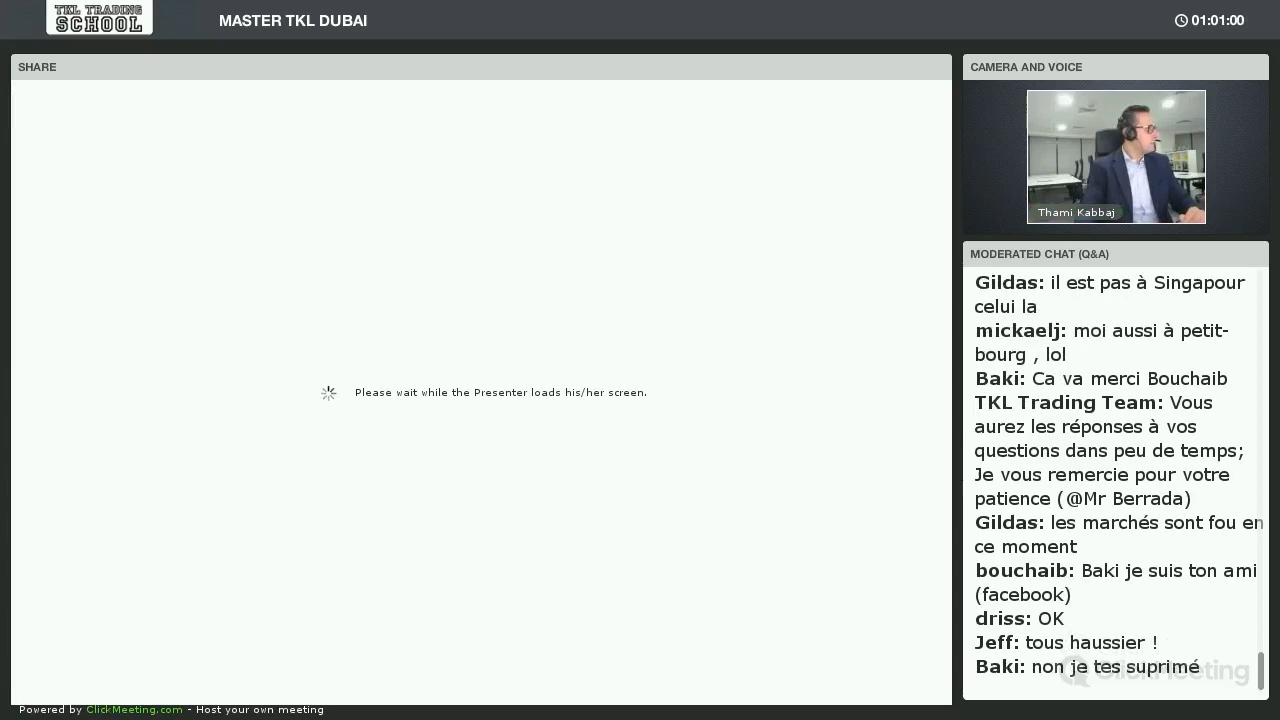 TKL TRADING
SCHOOL
MASTER TKL DUBAI
01:01:00
SHARE
Please wait while the Presenter loads his/her screen.
CAMERA AND VOICE
Thami Kabbaj
MODERATED CHAT (Q&A)
Gildas: il est pas à Singapour
celui la
mickaelj: moi aussi à petit-
bourg , lol
Baki: Ca va merci Bouchaib
TKL Trading Team: Vous
aurez les réponses à vos
questions dans peu de temps;
Je vous remercie pour votre
patience (@Mr Berrada)
Gildas: les marchés sont fou en
ce moment
bouchaib: Baki je suis ton ami
(facebook)
driss: OK
Jeff: tous haussier !
Baki: non je tes suprimé
ClickMeeting
Powered by ClickMeeting.com - Host your own meeting